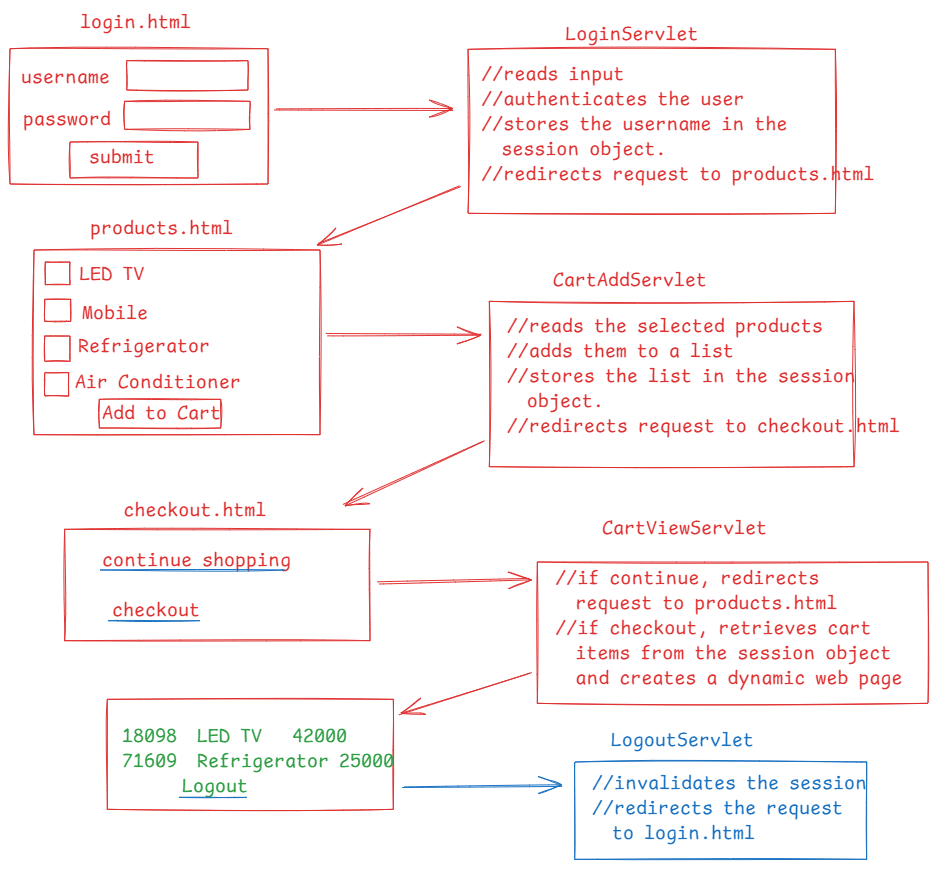 login.html
username
password
submit
LoginServlet
//reads input
//authenticates the user
//stores the username in the
session object.
//redirects request to products.html
products.html
LED TV
Mobile
Refrigerator
Air Conditioner
Add to Cart
CartAddServlet
//reads the selected products
//adds them to a list
//stores the list in the session
object.
//redirects request to checkout.html
checkout.html
continue shopping
checkout
CartViewServlet
//if continue, redirects
request to products.html
//if checkout, retrieves cart
items from the session object
and creates a dynamic web page
18098 LED TV 42000
71609 Refrigerator 25000
Logout
LogoutServlet
//invalidates the session
//redirects the request
to login.html